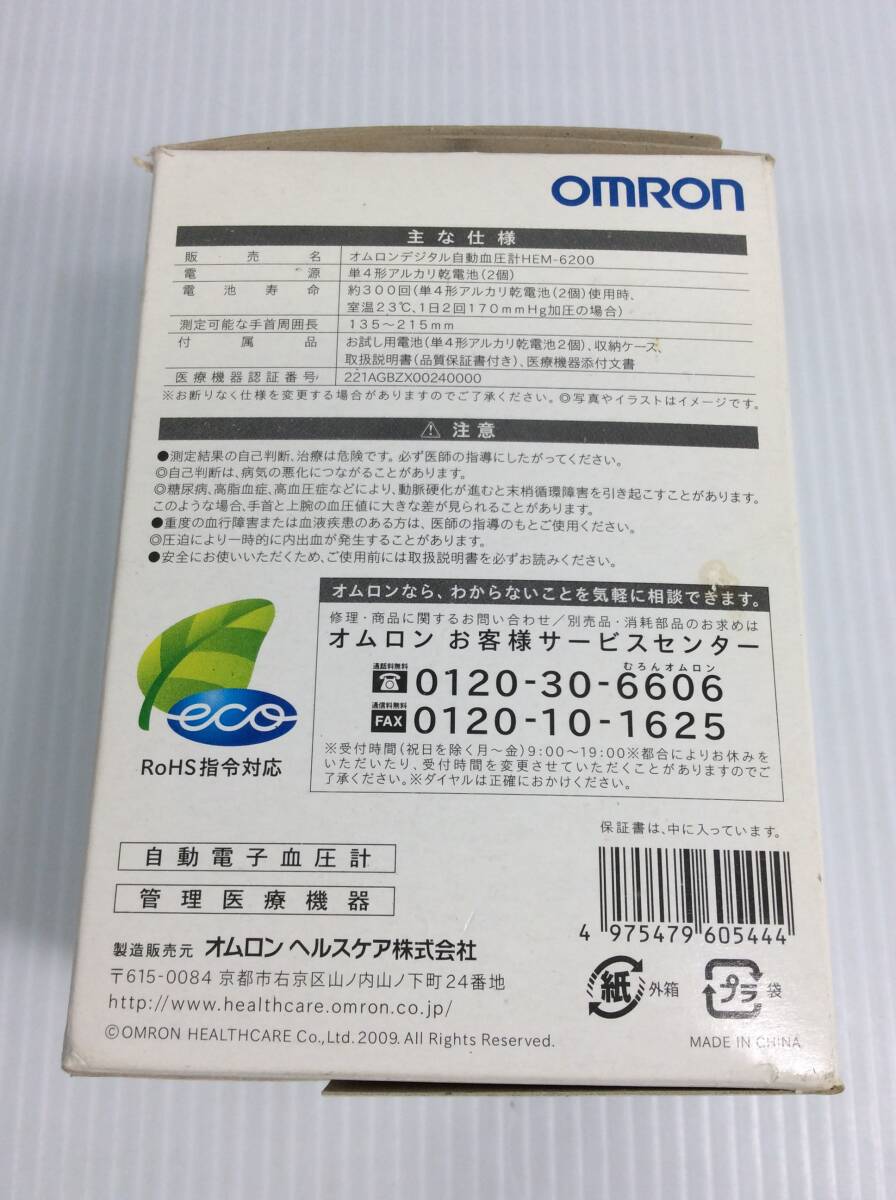 OMRON
主な仕様
販売名 オムロンデジタル自動血圧計HEM-6200
電源 単4形アルカリ乾電池(2個)
電池寿命 約300回(単4形アルカリ乾電池(2個)使用時、
室温23℃、1日2回170mmHg加圧の場合)
測定可能な手首周囲長 135～215mm
付属品 お試し用電池(単4形アルカリ乾電池2個)、収納ケース、
取扱説明書(品質保証書付き)、医療機器添付文書
医療機器認証番号 221AGBZX00240000
※お断りなく仕様を変更する場合がありますのでご了承ください。◎写真やイラストはイメージです。
⚠ 注意
●測定結果の自己判断、治療は危険です。必ず医師の指導にしたがってください。
◎自己判断は、病気の悪化につながることがあります。
◎糖尿病、高脂血症、高血圧症などにより、動脈硬化が進むと末梢循環障害を引き起こすことがあります。
このような場合、手首と上腕の血圧値に大きな差が見られることがあります。
●重度の血行障害または血液疾患のある方は、医師の指導のもとご使用ください。
◎圧迫により一時的に内出血が発生することがあります。
●安全にお使いいただくため、ご使用前には取扱説明書を必ずお読みください。
オムロンなら、わからないことを気軽に相談できます。
修理・商品に関するお問い合わせ/別売品・消耗部品のお求めは
オムロン お客様サービスセンター
むろんオムロン
通話料無料 0120-30-6606
通信料無料 FAX 0120-10-1625
※受付時間(祝日を除く月～金)9:00～19:00※都合によりお休みを
いただいたり、受付時間を変更させていただくことがありますのでご
了承ください。※ダイヤルは正確におかけください。
eco
RoHS指令対応
保証書は、中に入っています。
自動電子血圧計
管理医療機器
4 975479 605444
製造販売元 オムロン ヘルスケア株式会社
〒615-0084 京都市右京区山ノ内山ノ下町24番地
http://www.healthcare.omron.co.jp/
©OMRON HEALTHCARE Co.,Ltd. 2009. All Rights Reserved.
紙 外箱
プラ 袋
MADE IN CHINA